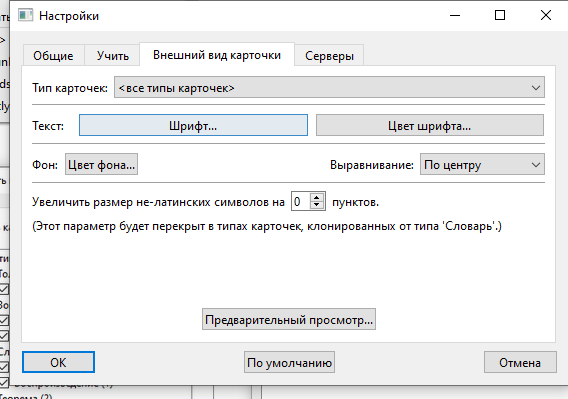 Настройки
Общие Учить Внешний вид карточки Серверы
Тип карточек: <все типы карточек>
Текст: Шрифт... Цвет шрифта...
Фон: Цвет фона... Выравнивание: По центру
Увеличить размер не-латинских символов на 0 пунктов.
(Этот параметр будет перекрыт в типах карточек, клонированных от типа 'Словарь'.)
Предварительный просмотр...
OK По умолчанию Отмена